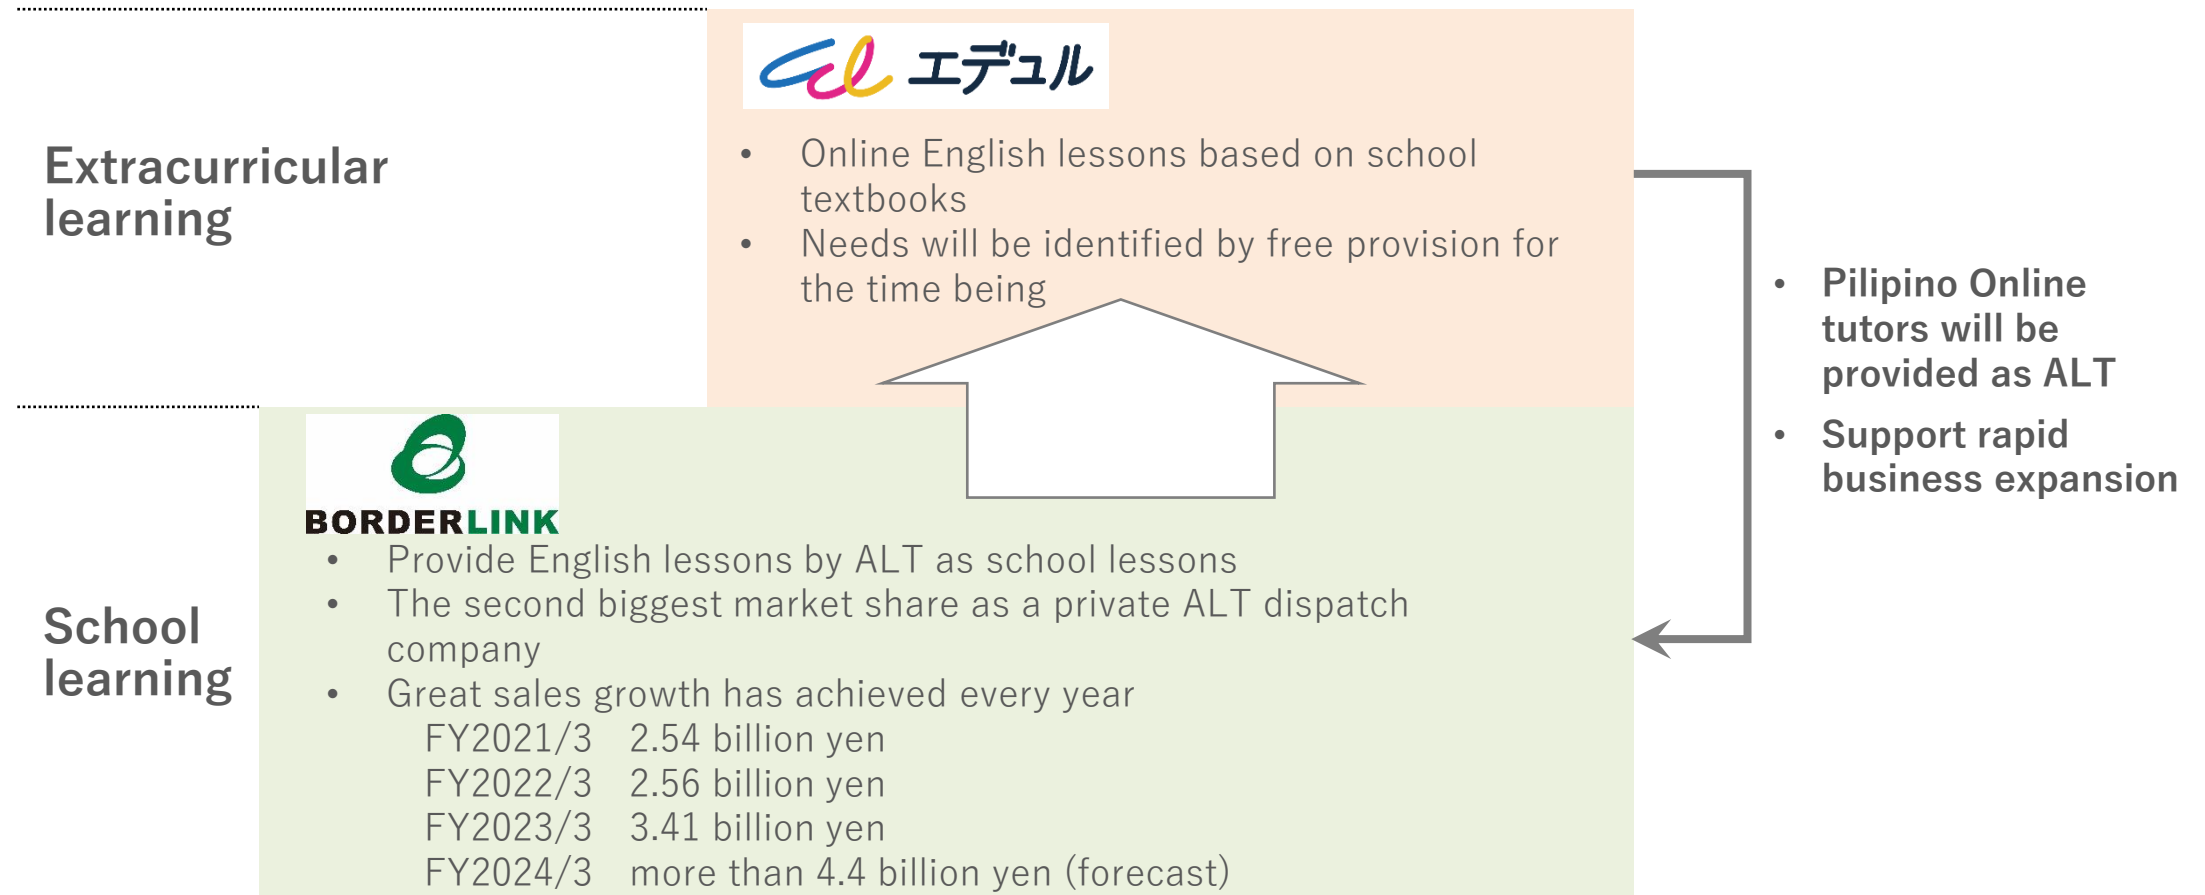 エデュル
Extracurricular
learning
• Online English lessons based on school
textbooks
• Needs will be identified by free provision for
the time being
• Pilipino Online
tutors will be
provided as ALT
• Support rapid
business expansion
BORDERLINK
School
learning
• Provide English lessons by ALT as school lessons
• The second biggest market share as a private ALT dispatch
company
• Great sales growth has achieved every year
FY2021/3 2.54 billion yen
FY2022/3 2.56 billion yen
FY2023/3 3.41 billion yen
FY2024/3 more than 4.4 billion yen (forecast)